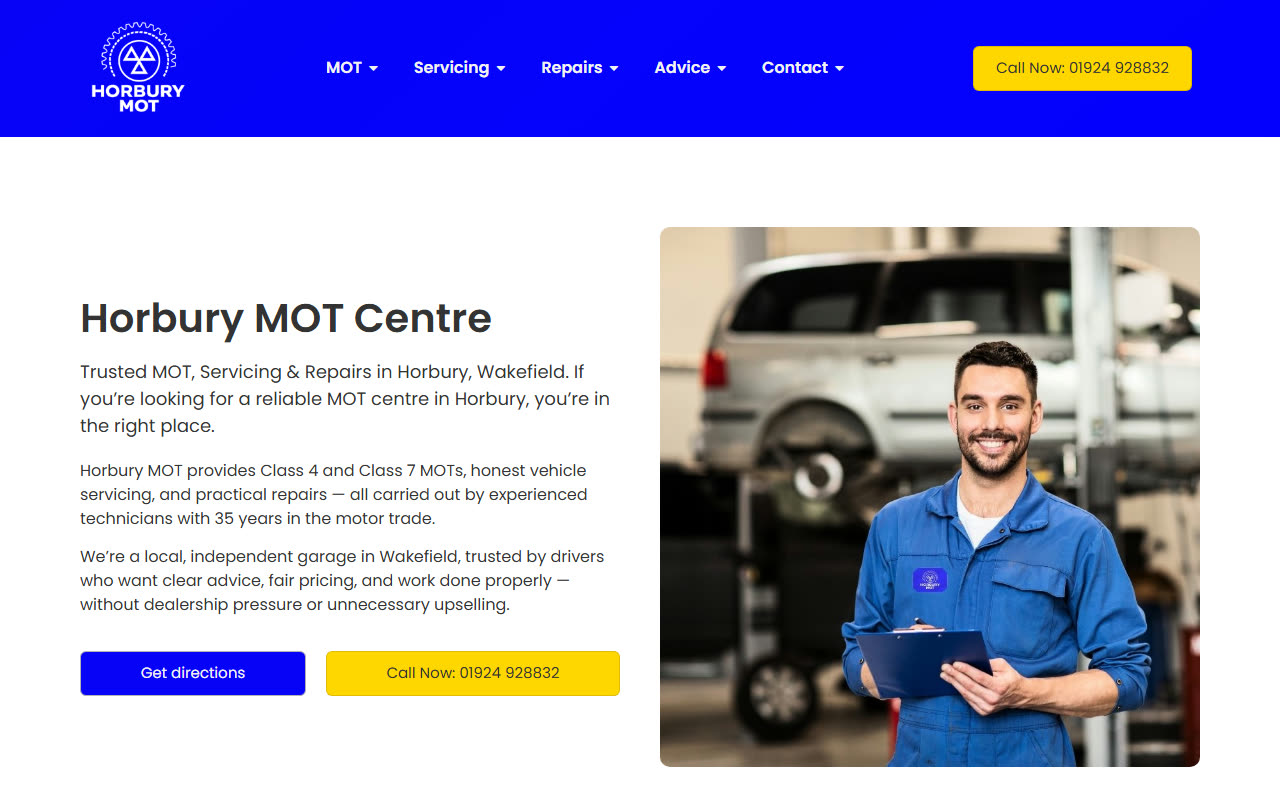 HORBURY
MOT
MOT
Servicing
Repairs
Advice
Contact
Call Now: 01924 928832
Horbury MOT Centre
Trusted MOT, Servicing & Repairs in Horbury, Wakefield. If
you’re looking for a reliable MOT centre in Horbury, you’re in
the right place.
Horbury MOT provides Class 4 and Class 7 MOTs, honest vehicle
servicing, and practical repairs — all carried out by experienced
technicians with 35 years in the motor trade.
We’re a local, independent garage in Wakefield, trusted by drivers
who want clear advice, fair pricing, and work done properly —
without dealership pressure or unnecessary upselling.
Get directions
Call Now: 01924 928832
HORBURY
MOT